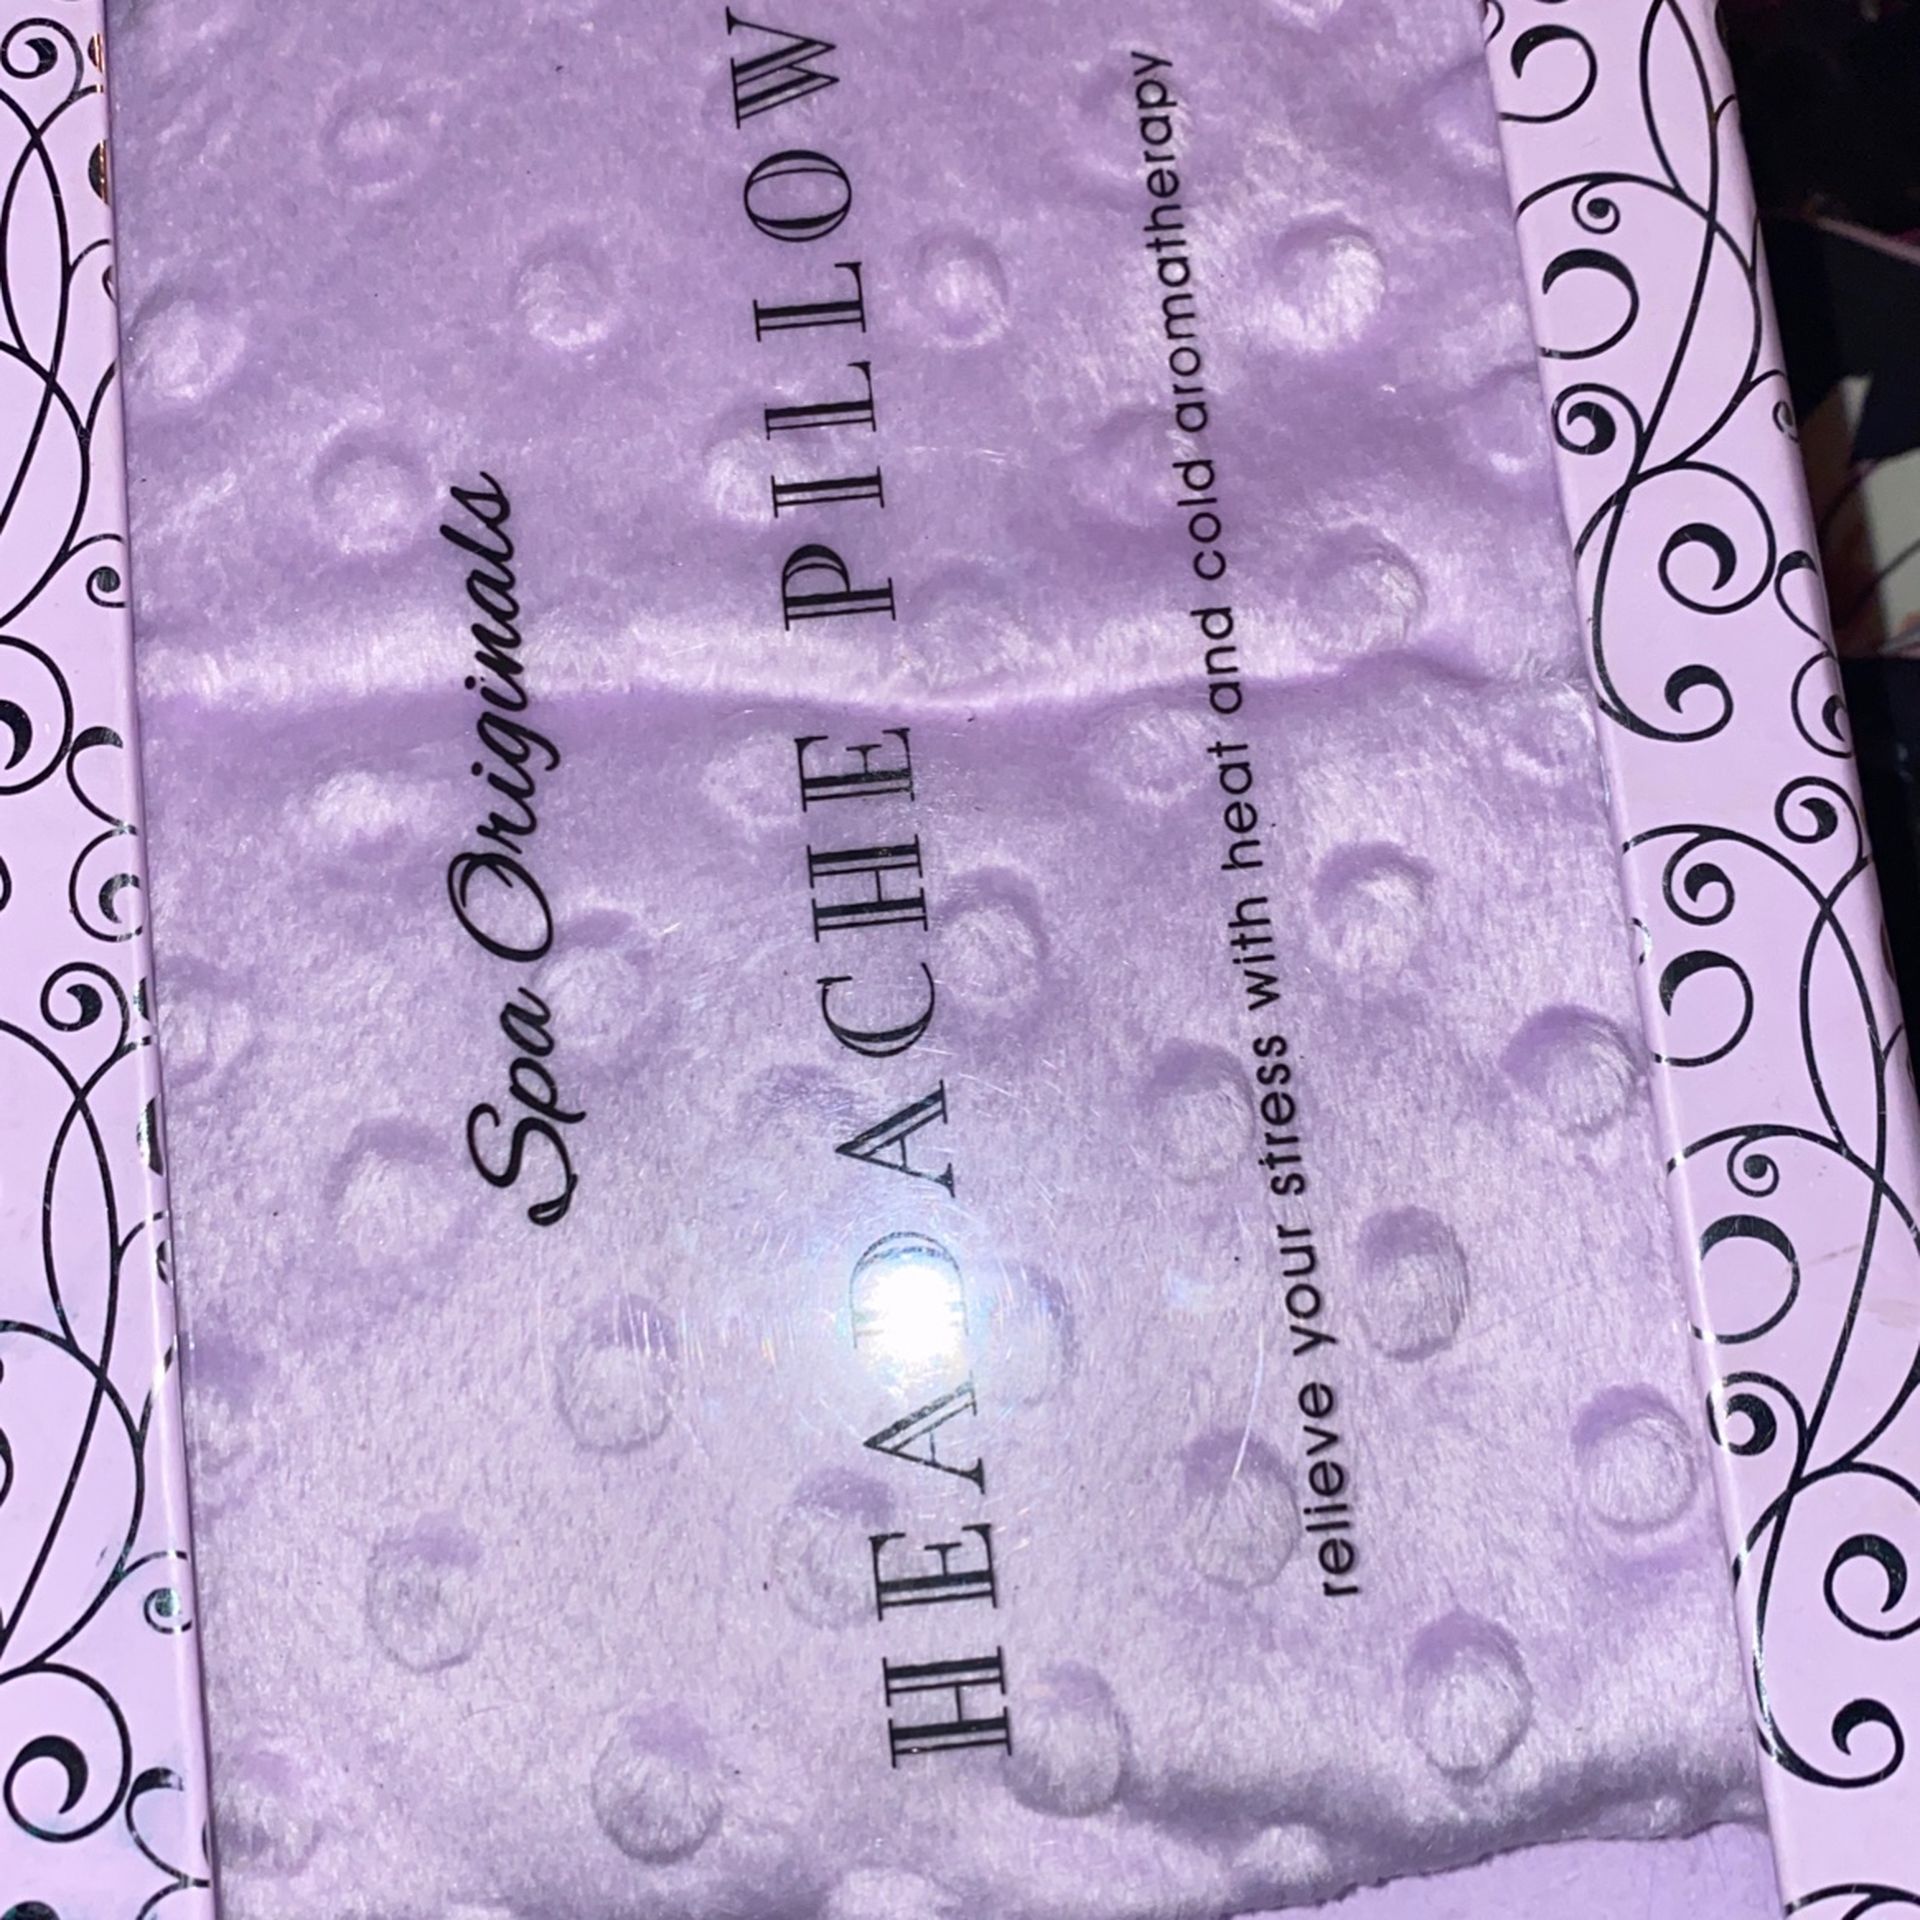 Spa Originals
HEADACHE PILLOW
relieve your stress with heat and cold aromatherapy